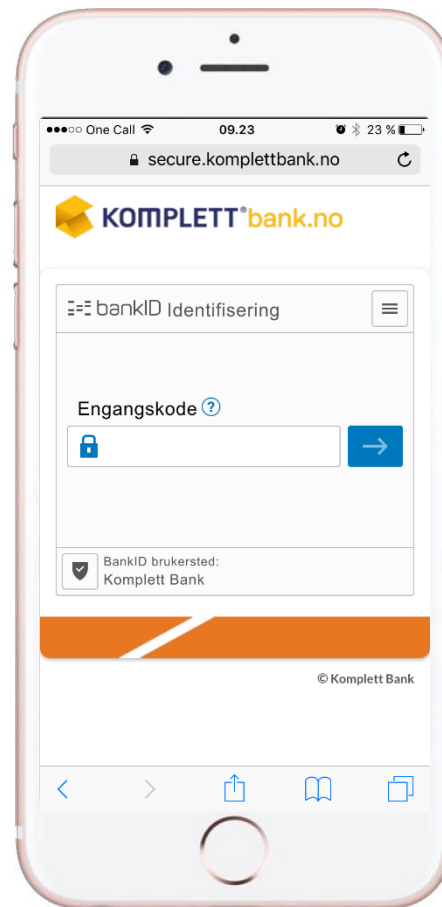 One Call 09.23 23 %
secure.komplettbank.no
KOMPLETT®bank.no
bankID Identifisering
Engangskode ?
BankID brukersted:
Komplett Bank
© Komplett Bank